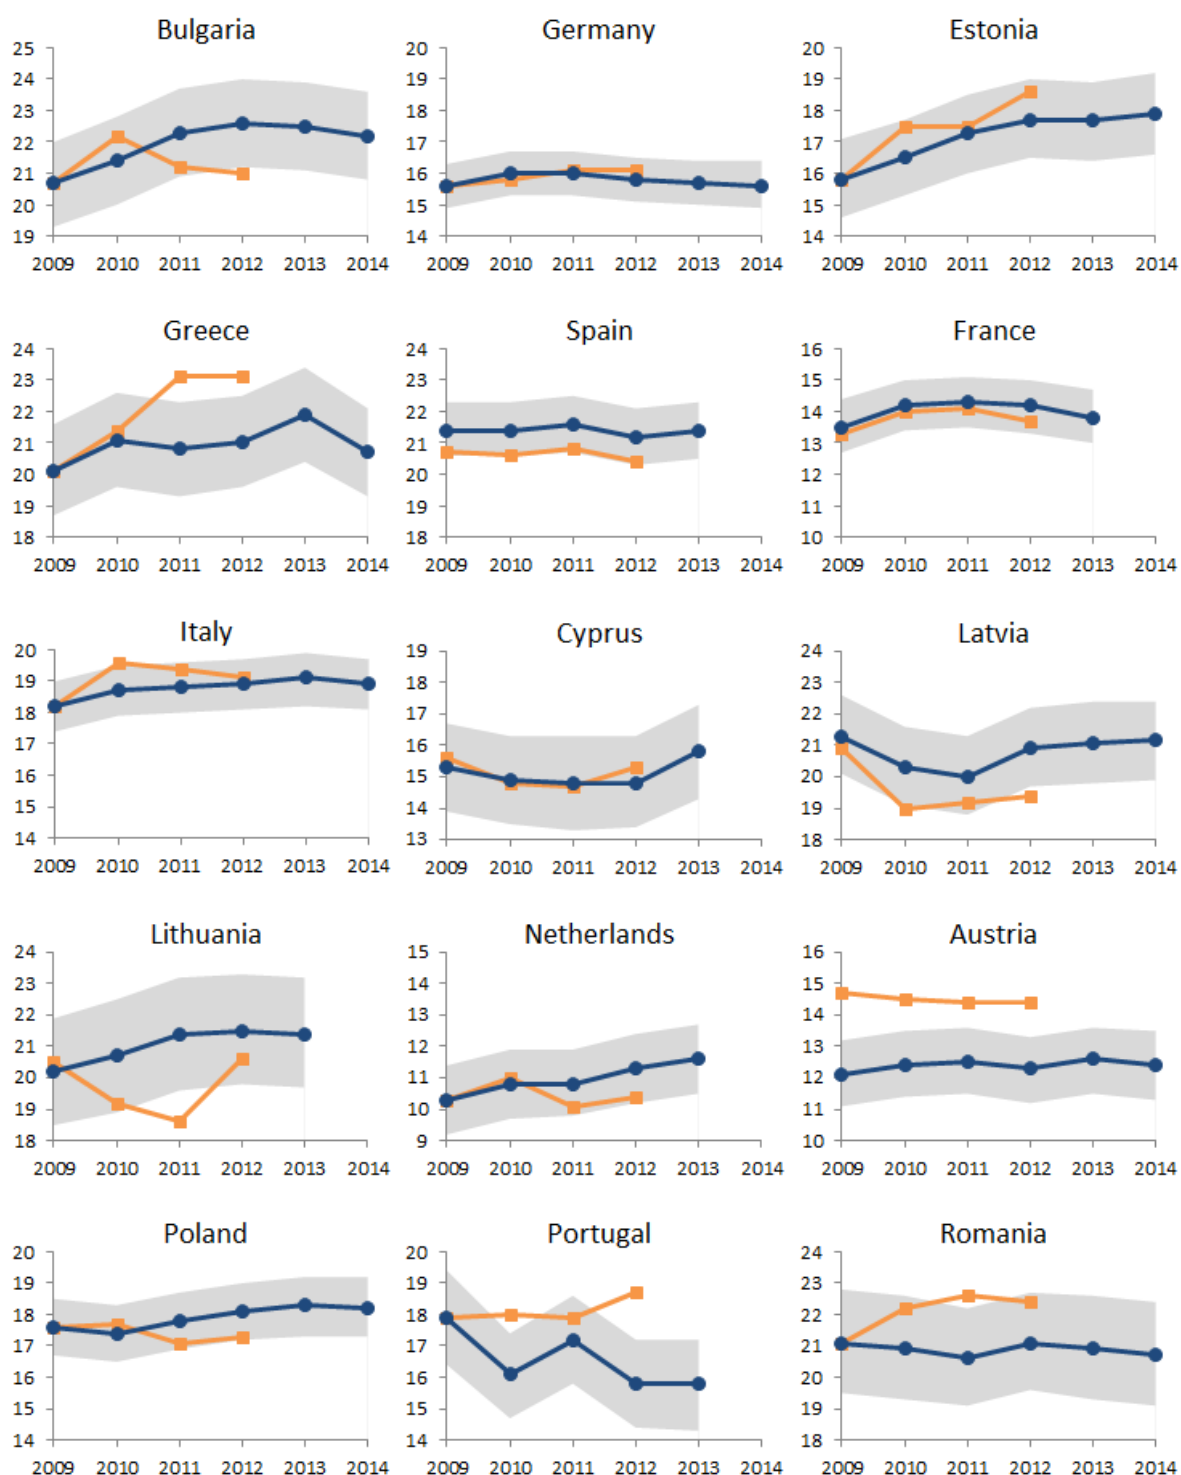 Bulgaria Germany Estonia
25 20 20
24 19 19
23 18 18
22 17 17
21 16 16
20 15 15
19 14 14
2009 2010 2011 2012 2013 2014 2009 2010 2011 2012 2013 2014 2009 2010 2011 2012 2013 2014
Greece Spain France
24 24 16
23 23 15
22 22 14
21 21 13
20 20 12
19 19 11
18 18 10
2009 2010 2011 2012 2013 2014 2009 2010 2011 2012 2013 2014 2009 2010 2011 2012 2013 2014
Italy Cyprus Latvia
20 19 24
19 18 23
18 17 22
17 16 21
16 15 20
15 14 19
14 13 18
2009 2010 2011 2012 2013 2014 2009 2010 2011 2012 2013 2014 2009 2010 2011 2012 2013 2014
Lithuania Netherlands Austria
24 15 16
23 14 15
22 13 14
21 12 13
20 11 12
19 10 11
18 9 10
2009 2010 2011 2012 2013 2014 2009 2010 2011 2012 2013 2014 2009 2010 2011 2012 2013 2014
Poland Portugal Romania
20 20 24
19 19 23
18 18 22
17 17 21
16 16 20
15 15 19
14 14 18
2009 2010 2011 2012 2013 2014 2009 2010 2011 2012 2013 2014 2009 2010 2011 2012 2013 2014